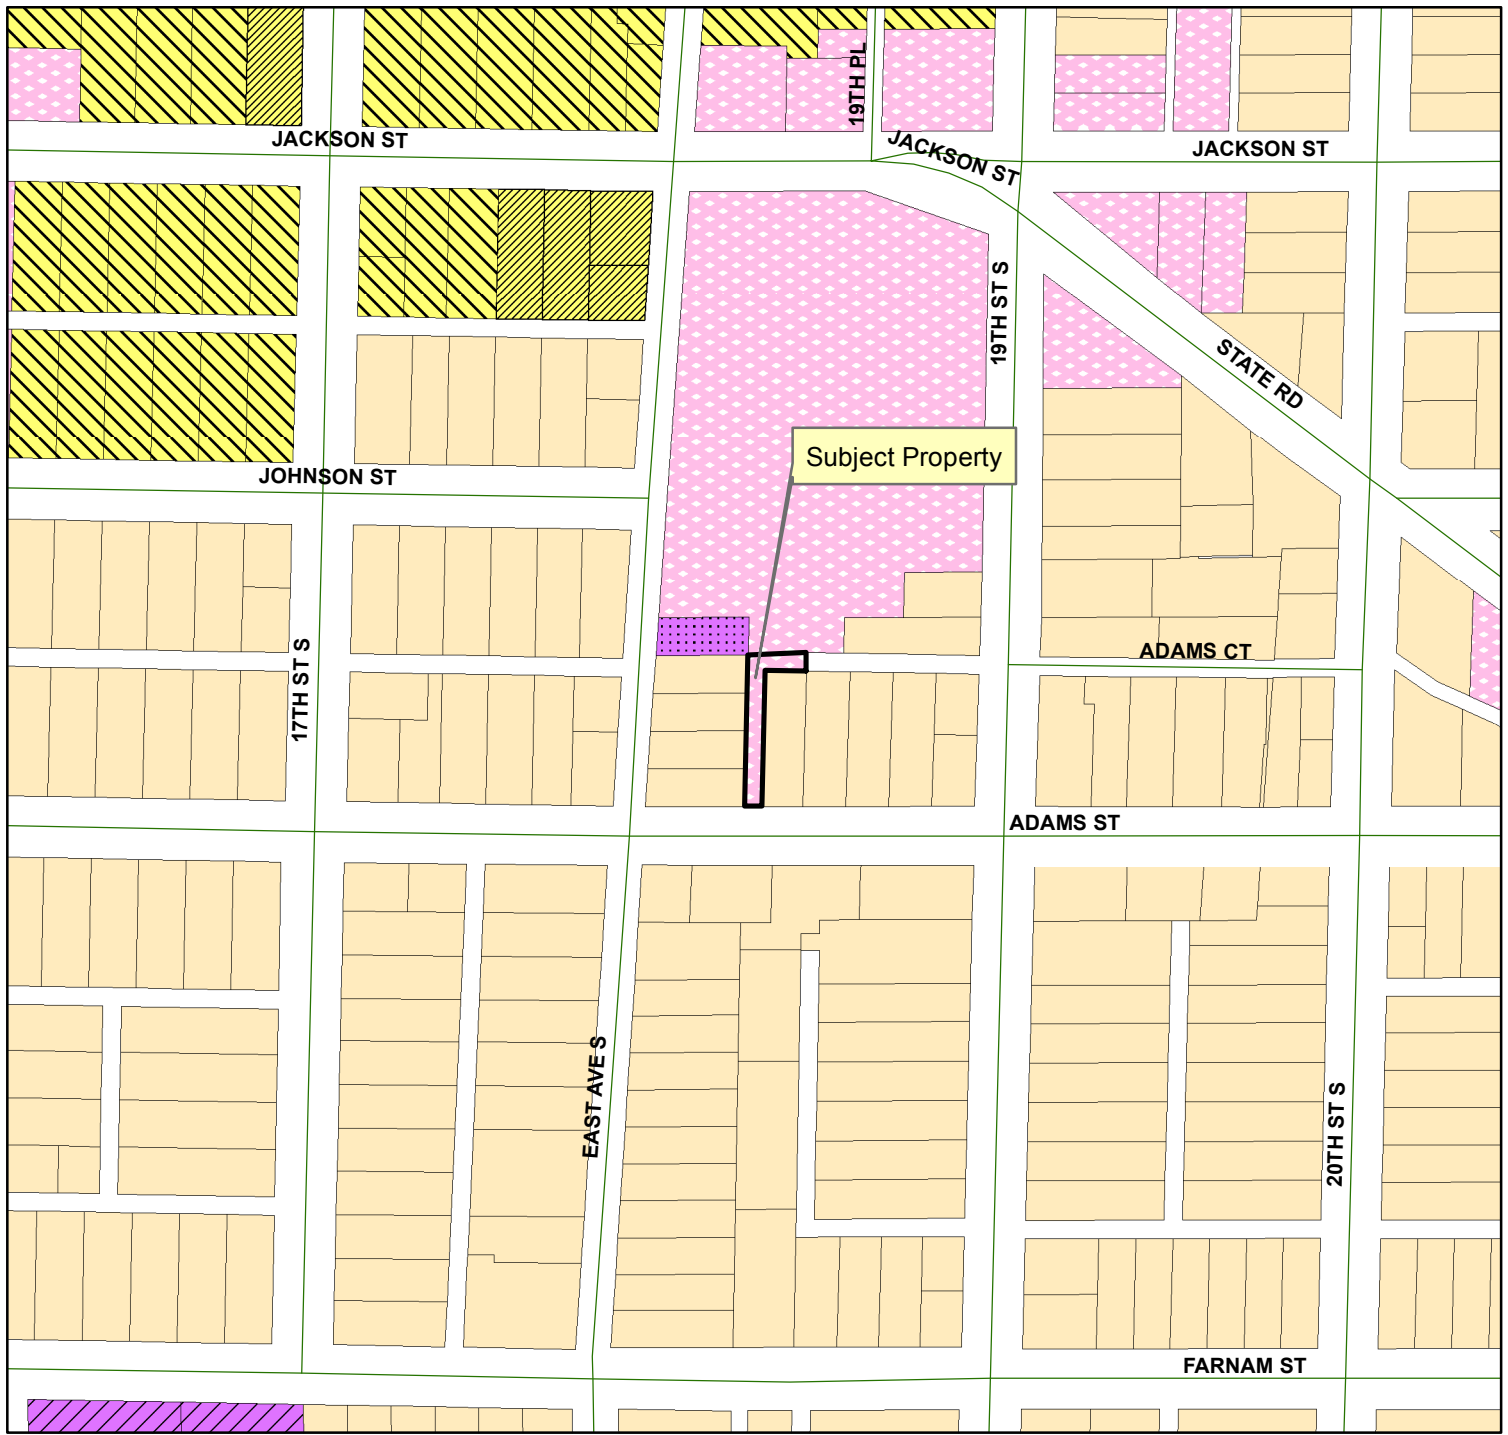 19TH PL
JACKSON ST
JACKSON ST
JACKSON ST
19TH ST S
STATE RD
Subject Property
JOHNSON ST
17TH ST S
ADAMS CT
ADAMS ST
EAST AVE S
20TH ST S
FARNAM ST